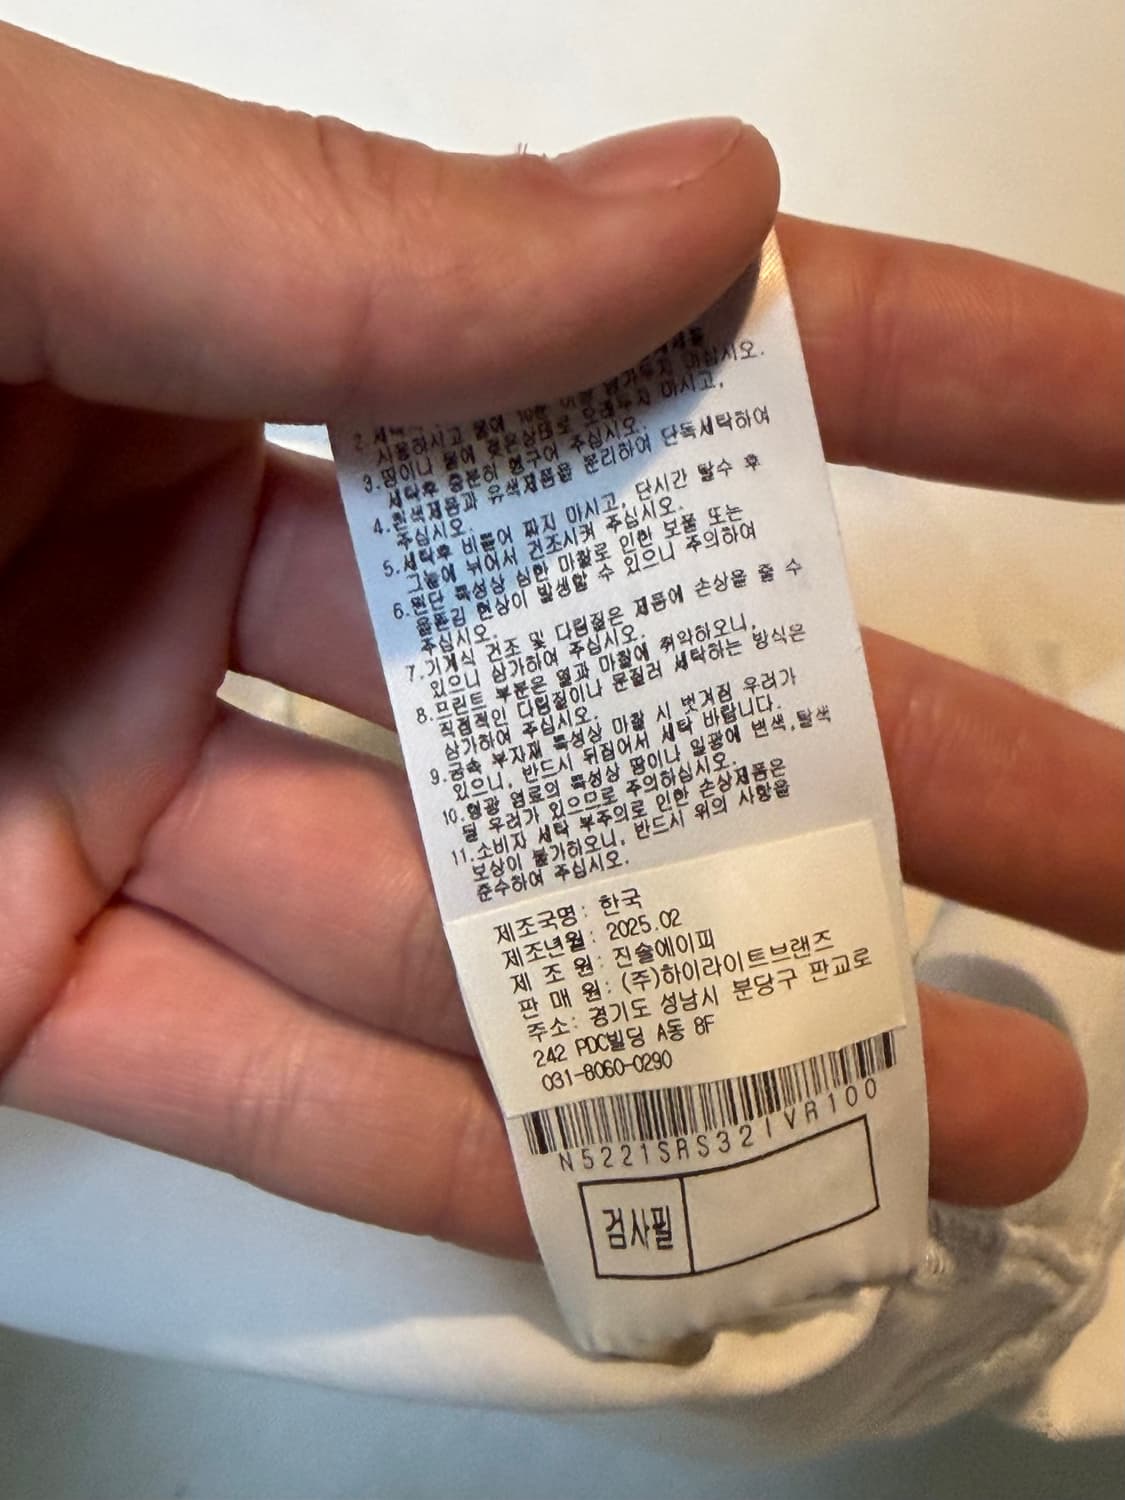 시오.
2.
시용하시고 물에 10분 이상 담가두지 마십시오.
3.땀이나 물에 젖은상태로 오래두지 마시고,
세탁후 충분히 헹구어 주십시오.
4.흰색제품과 유색제품을 분리하여 단독세탁하여
주십시오.
5.세탁후 비틀어 짜지 마시고, 단시간 탈수 후
그늘에 뉘어서 건조시켜 주십시오.
6.원단 특성상 심한 마찰로 인한 보풀 또는
현상이 발생할 수 있으니 주의하여
주십시오.
7.기계식 건조 및 다림질은 제품에 손상을 줄 수
있으니 삼가하여 주십시오.
8.프린트 부분은 열과 마찰에 취약하오니,
직접적인 다림질이나 문질러 세탁하는 방식은
삼가하여 주십시오.
9.금속 부자재 특성상 마찰 시 벗겨짐 우려가
있으니, 반드시 뒤집어서 세탁 바랍니다.
10.형광 염료의 특성상 땀이나 일광에 변색,탈색
될 우려가 있으므로 주의하십시오.
11.소비자 세탁 부주의로 인한 손상제품은
보상이 불가하오니, 반드시 위의 사항을
준수하여 주십시오.
제조국명: 한국
제조년월: 2025.02
제 조 원: 진솔에이피
판 매 원: (주)하이라이트브랜즈
주소: 경기도 성남시 분당구 판교로
242 PDC빌딩 A동 8F
031-8060-0290
N5221SRS321VR100
검사필